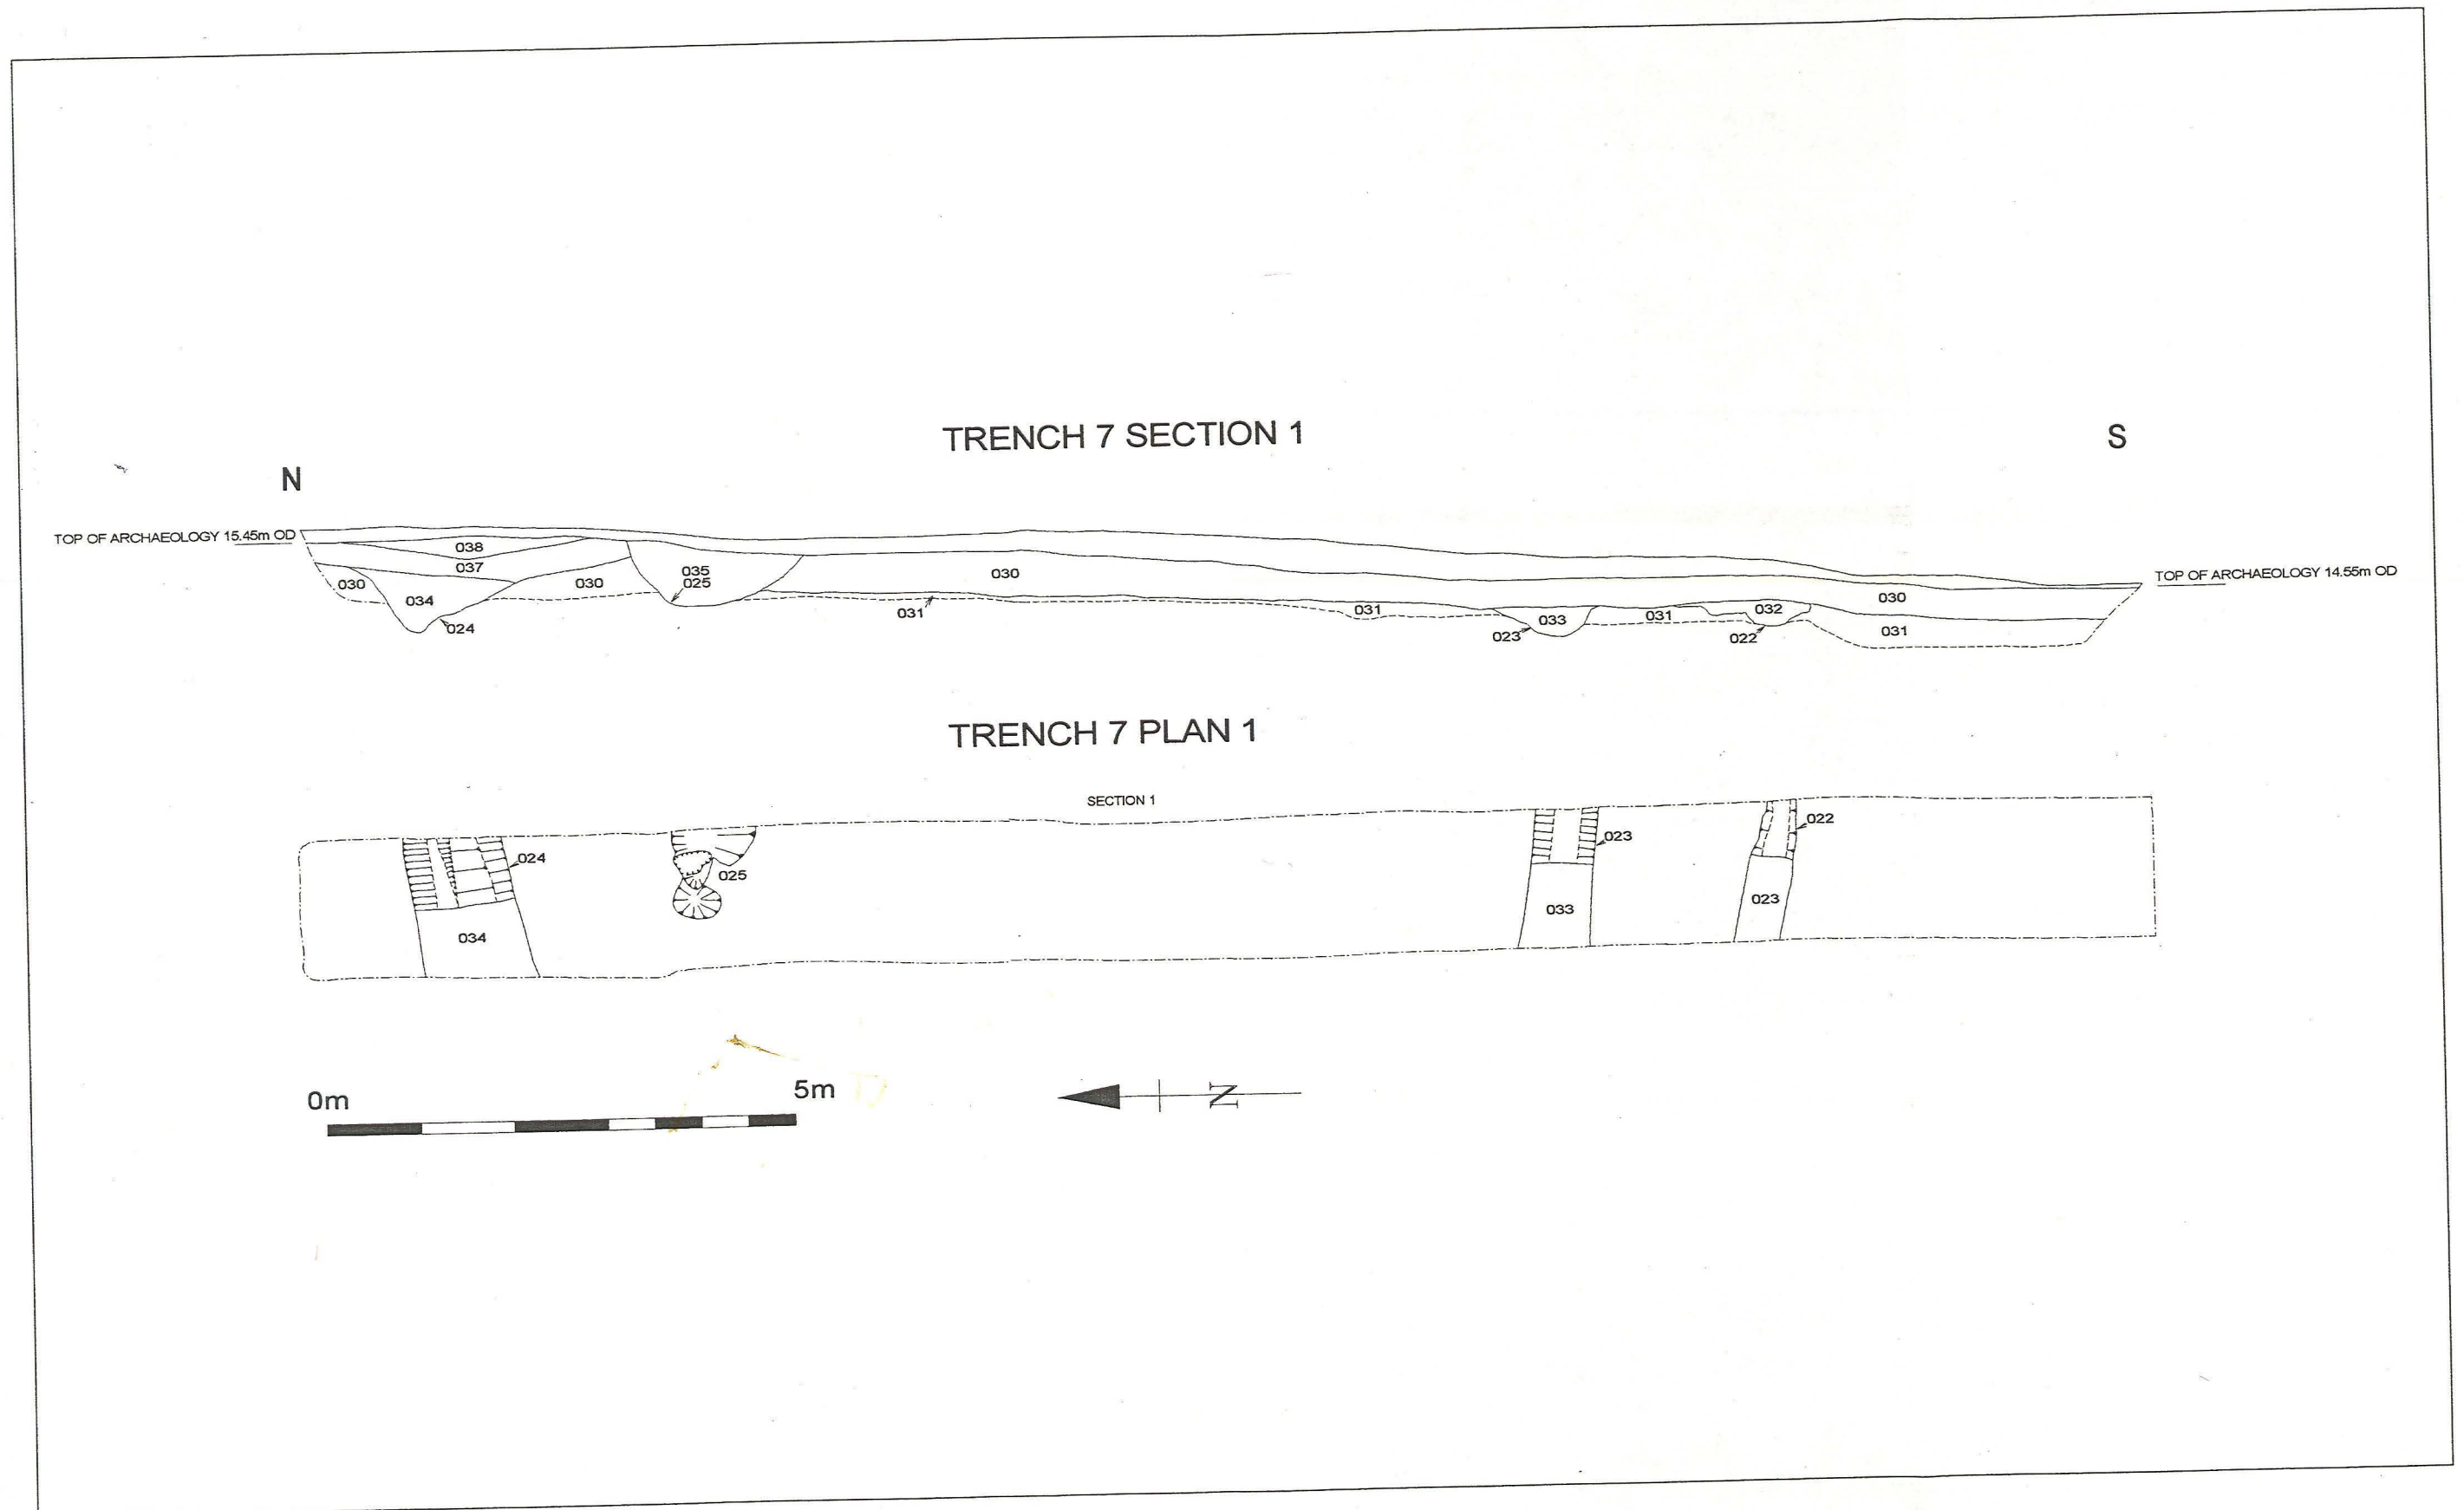 TRENCH 7 SECTION 1
N
S
TOP OF ARCHAEOLOGY 15.45m OD
TOP OF ARCHAEOLOGY 14.55m OD
038
037
030
034
024
030
035
025
030
031
031
023
033
031
032
022
030
031
TRENCH 7 PLAN 1
SECTION 1
024
034
025
023
033
022
023
0m
5m
N